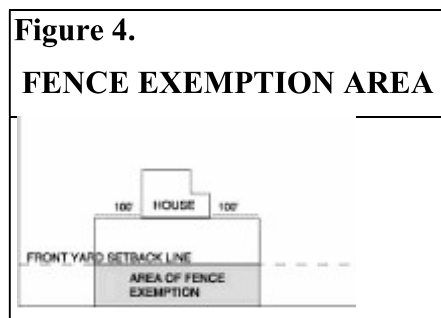 Figure 4.
FENCE EXEMPTION AREA
100' HOUSE 100'
FRONT YARD SETBACK LINE
AREA OF FENCE
EXEMPTION